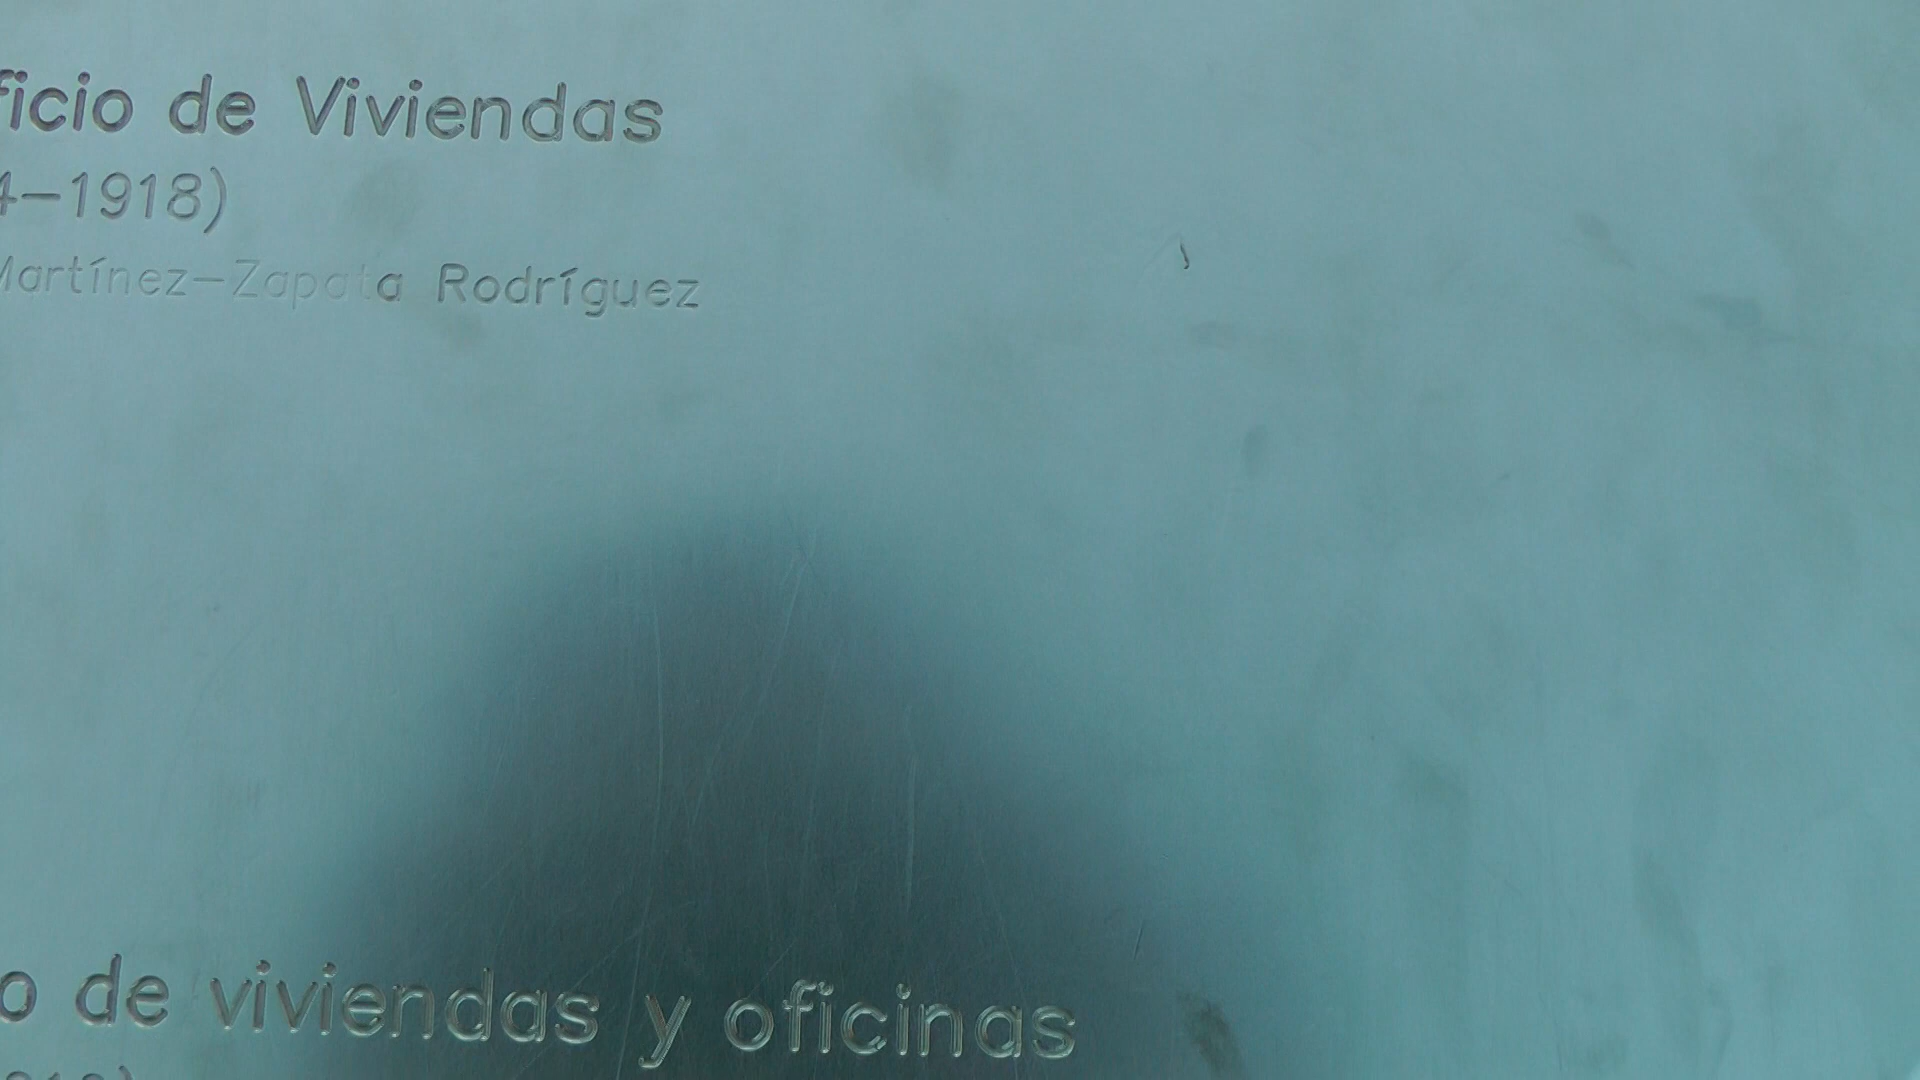 ficio de Viviendas
4-1918)
Martínez-Zapata Rodríguez
o de viviendas y oficinas